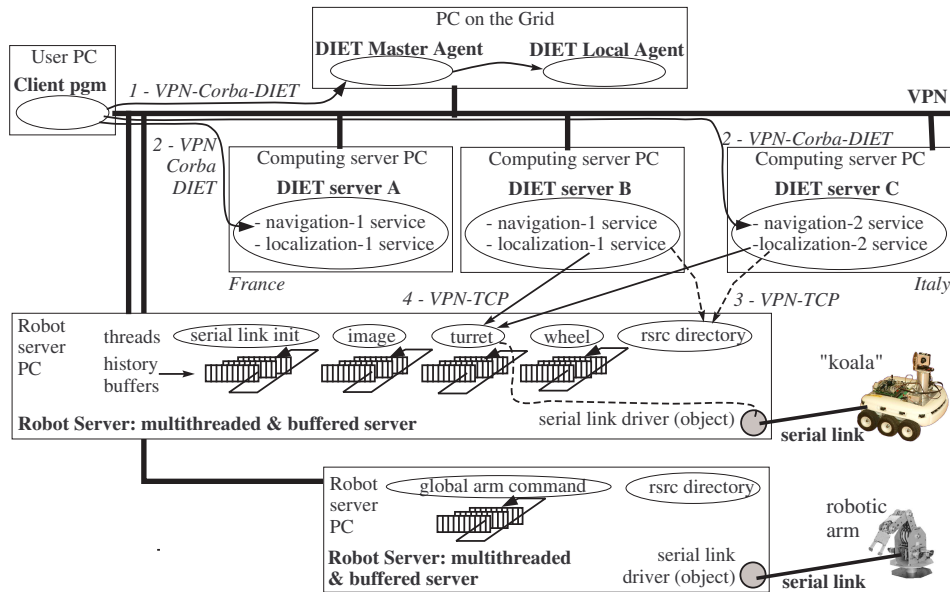 PC on the Grid
DIET Master Agent
DIET Local Agent
User PC
Client pgm
1 - VPN-Corba-DIET
VPN
2 - VPN
Corba
DIET
2 - VPN-Corba-DIET
Computing server PC
DIET server A
- navigation-1 service
- localization-1 service
Computing server PC
DIET server B
- navigation-1 service
- localization-1 service
Computing server PC
DIET server C
- navigation-2 service
-localization-2 service
France
Italy
4 - VPN-TCP
3 - VPN-TCP
Robot
server
PC
threads
serial link init
image
turret
wheel
rsrc directory
history
buffers
"koala"
serial link driver (object)
Robot Server: multithreaded & buffered server
serial link
Robot
server
PC
global arm command
rsrc directory
robotic
arm
Robot Server: multithreaded
& buffered server
serial link
driver (object)
serial link